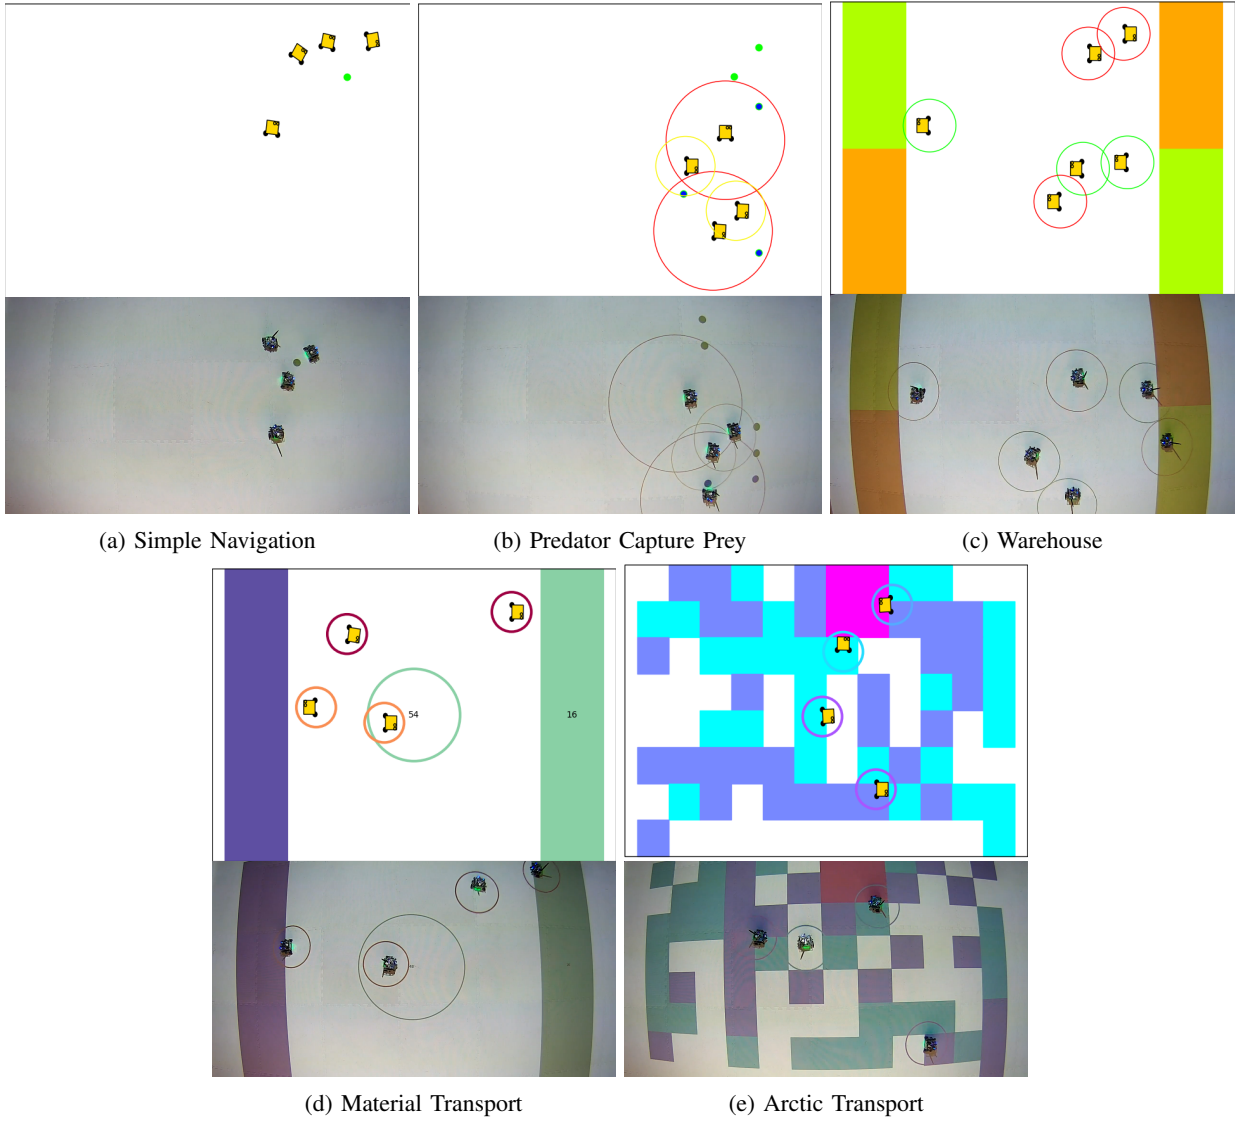 (a) Simple Navigation
(b) Predator Capture Prey
(c) Warehouse
54
16
(d) Material Transport
(e) Arctic Transport